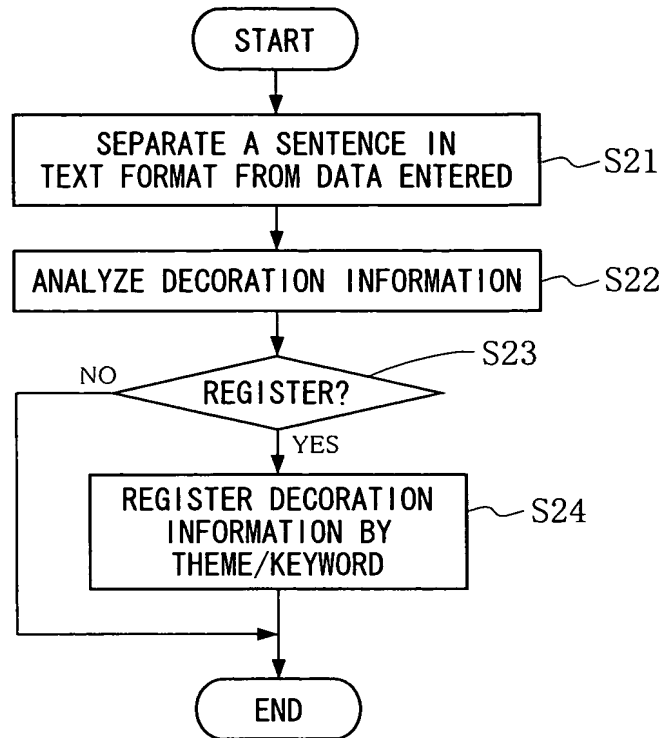 START
SEPARATE A SENTENCE IN
TEXT FORMAT FROM DATA ENTERED
S21
ANALYZE DECORATION INFORMATION
S22
S23
NO
REGISTER?
YES
REGISTER DECORATION
INFORMATION BY
THEME/KEYWORD
S24
END